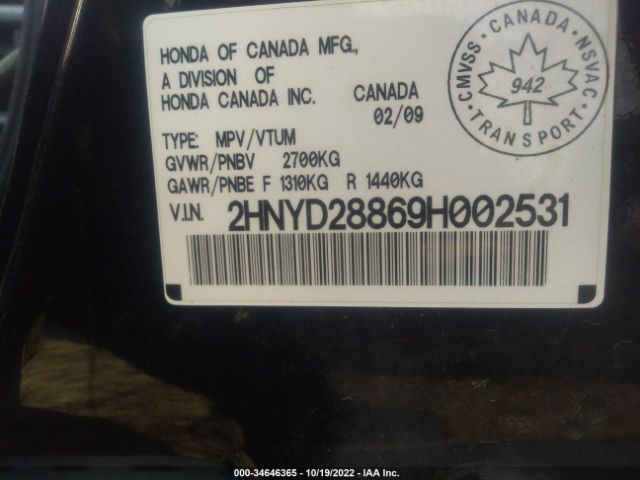 HONDA OF CANADA MFG.,
A DIVISION OF
HONDA CANADA INC. CANADA
02/09
TYPE: MPV/VTUM
GVWR/PNBV 2700KG
GAWR/PNBE F 1310KG R 1440KG
V.I.N. 2HNYD28869H002531
CMVSS • CANADA • NSVAC
942
TRANSPORT
000 - 34646365 - 10/19/2022 - IAA Inc.